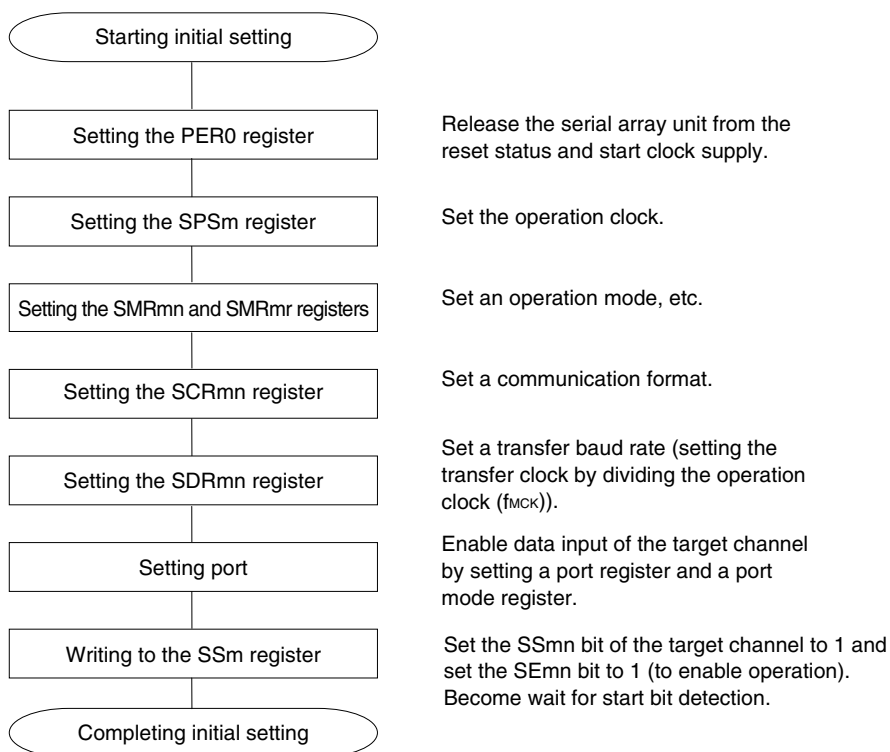 Starting initial setting
Setting the PER0 register
Release the serial array unit from the
reset status and start clock supply.
Setting the SPSm register
Set the operation clock.
Setting the SMRmn and SMRmr registers
Set an operation mode, etc.
Setting the SCRmn register
Set a communication format.
Setting the SDRmn register
Set a transfer baud rate (setting the
transfer clock by dividing the operation
clock (fMCK)).
Setting port
Enable data input of the target channel
by setting a port register and a port
mode register.
Writing to the SSm register
Set the SSmn bit of the target channel to 1 and
set the SEmn bit to 1 (to enable operation).
Become wait for start bit detection.
Completing initial setting